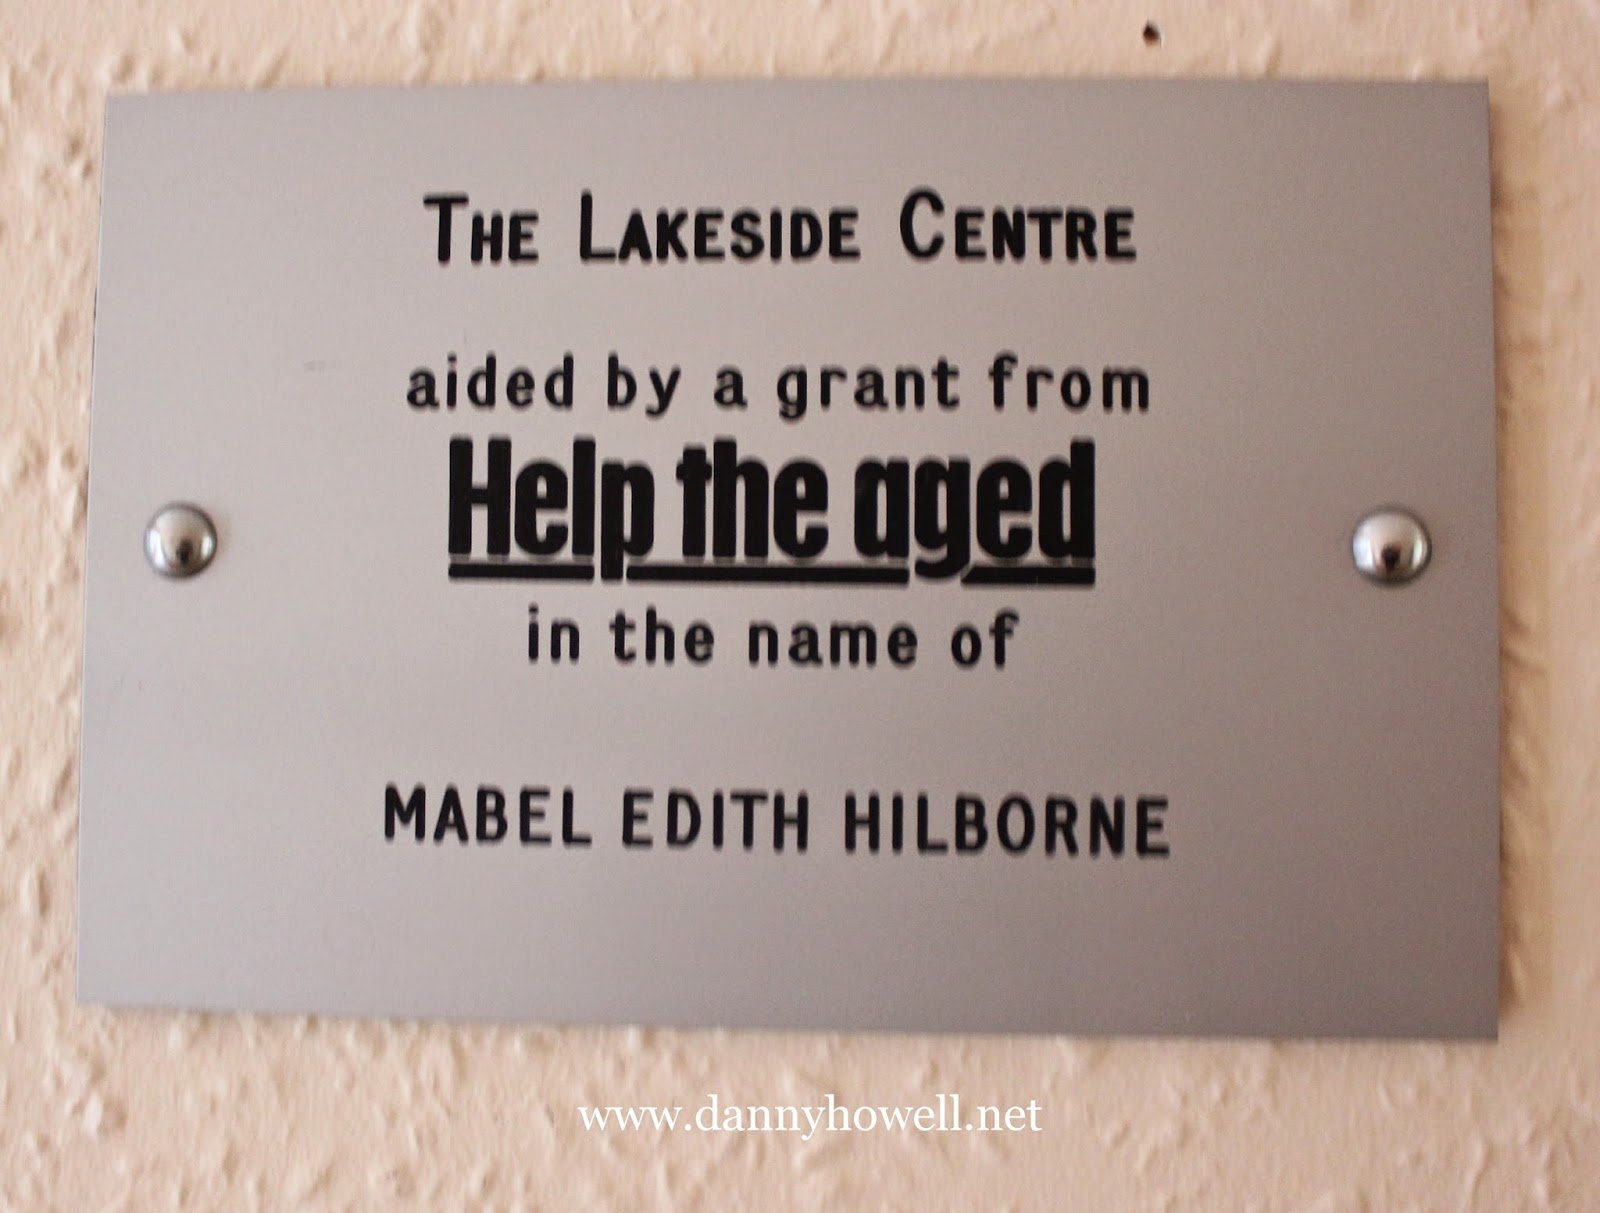 THE LAKESIDE CENTRE
aided by a grant from
Help the aged
in the name of
MABEL EDITH HILBORNE
www.dannyhowell.net